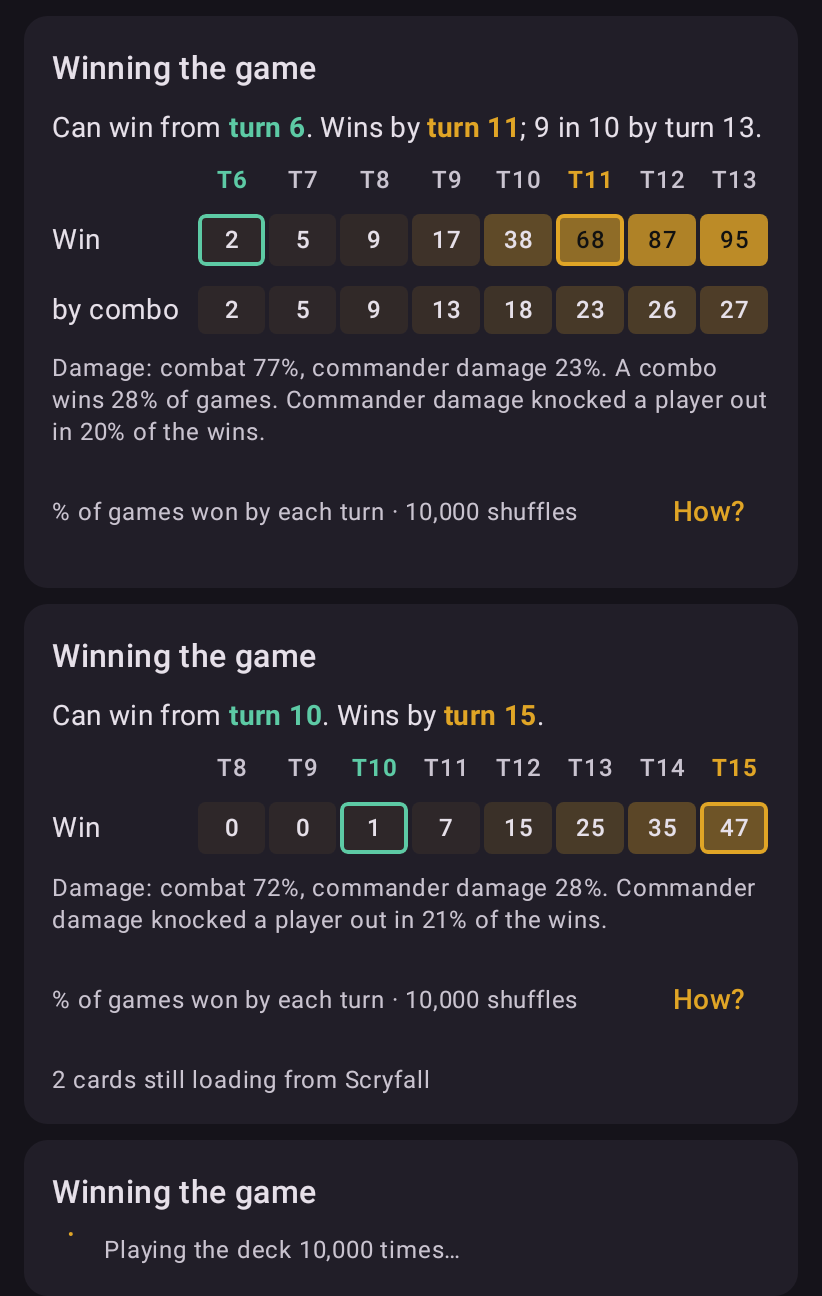 Winning the game
Can win from turn 6. Wins by turn 11; 9 in 10 by turn 13.
T6 T7 T8 T9 T10 T11 T12 T13
Win 2 5 9 17 38 68 87 95
by combo 2 5 9 13 18 23 26 27
Damage: combat 77%, commander damage 23%. A combo
wins 28% of games. Commander damage knocked a player out
in 20% of the wins.
% of games won by each turn · 10,000 shuffles How?
Winning the game
Can win from turn 10. Wins by turn 15.
T8 T9 T10 T11 T12 T13 T14 T15
Win 0 0 1 7 15 25 35 47
Damage: combat 72%, commander damage 28%. Commander
damage knocked a player out in 21% of the wins.
% of games won by each turn · 10,000 shuffles How?
2 cards still loading from Scryfall
Winning the game
Playing the deck 10,000 times…